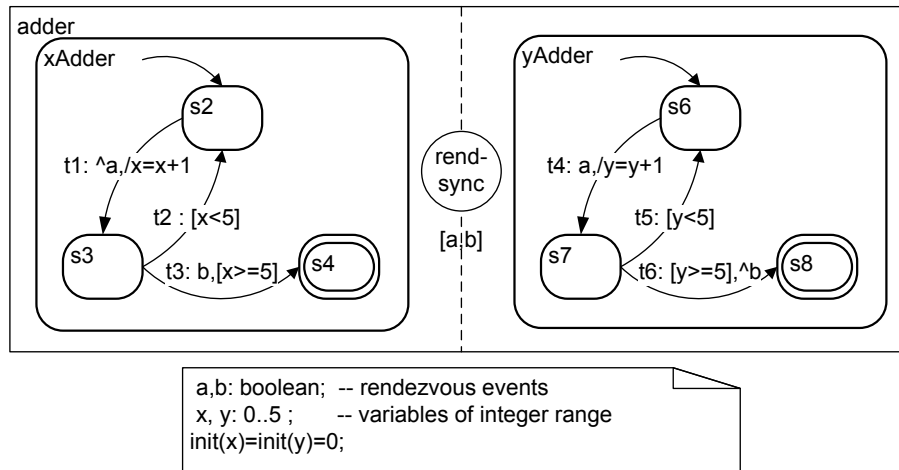 adder
xAdder
s2
t1: ^a,/x=x+1
t2 : [x<5]
s3
t3: b,[x>=5]
s4
rend-
sync
[a,b]
yAdder
s6
t4: a,/y=y+1
t5: [y<5]
s7
t6: [y>=5],^b
s8
a,b: boolean; -- rendezvous events
x, y: 0..5 ; -- variables of integer range
init(x)=init(y)=0;